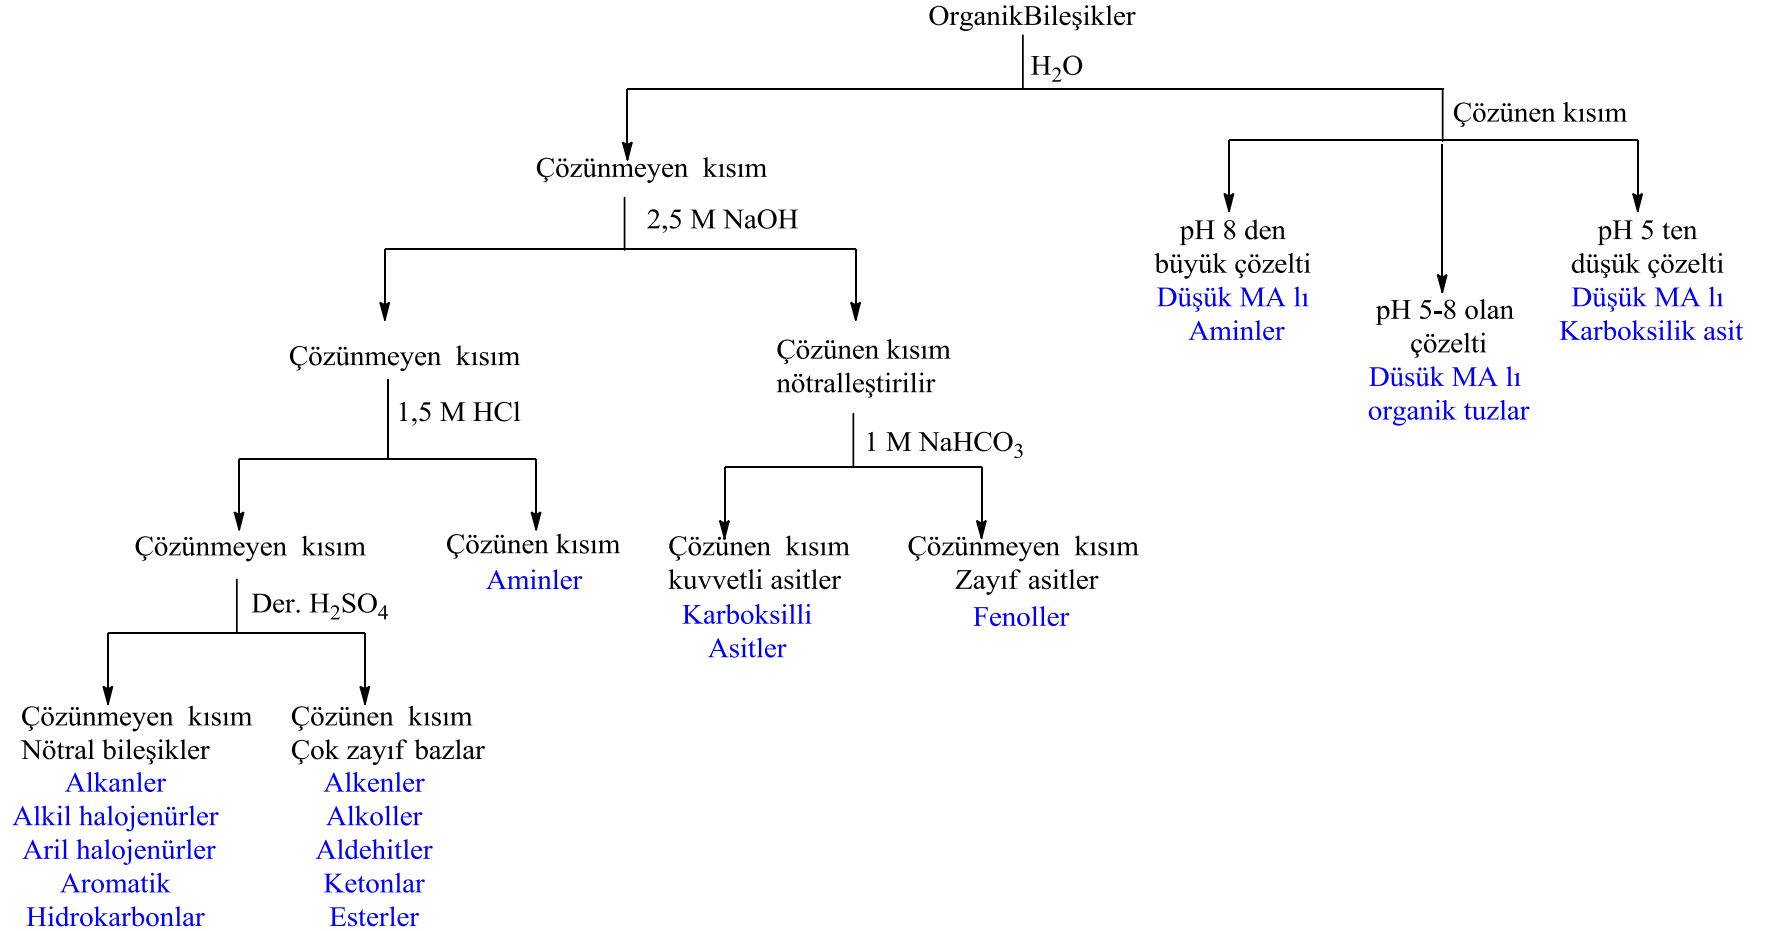 OrganikBileşikler
H₂O
Çözünen kısım
Çözünmeyen kısım
2,5 M NaOH
pH 8 den
büyük çözelti
Düşük MA lı
Aminler
pH 5-8 olan
çözelti
Düsük MA lı
organik tuzlar
pH 5 ten
düşük çözelti
Düşük MA lı
Karboksilik asit
Çözünmeyen kısım
1,5 M HCl
Çözünen kısım
nötralleştirilir
1 M NaHCO₃
Çözünmeyen kısım
Der. H₂SO₄
Çözünen kısım
Aminler
Çözünen kısım
kuvvetli asitler
Karboksilli
Asitler
Çözünmeyen kısım
Zayıf asitler
Fenoller
Çözünmeyen kısım
Nötral bileşikler
Alkanler
Alkil halojenürler
Aril halojenürler
Aromatik
Hidrokarbonlar
Çözünen kısım
Çok zayıf bazlar
Alkenler
Alkoller
Aldehitler
Ketonlar
Esterler